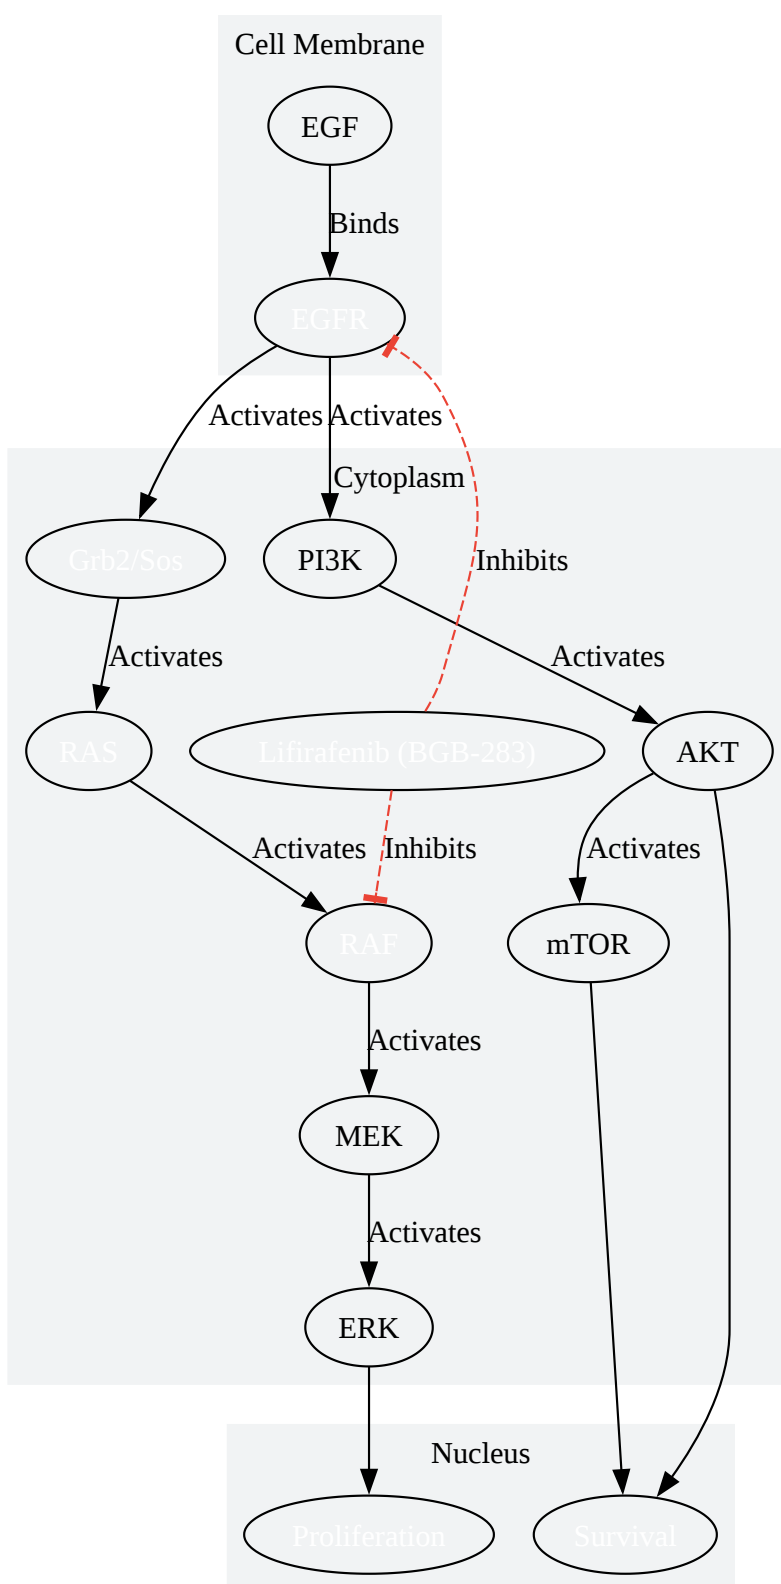 Cell Membrane
EGF
Binds
EGFR
Activates
Activates
Cytoplasm
Grb2/Sos
PI3K
Inhibits
Activates
Activates
RAS
Lifirafenib (BGB-283)
AKT
Activates
Inhibits
Activates
RAF
mTOR
Activates
MEK
Activates
ERK
Nucleus
Proliferation
Survival